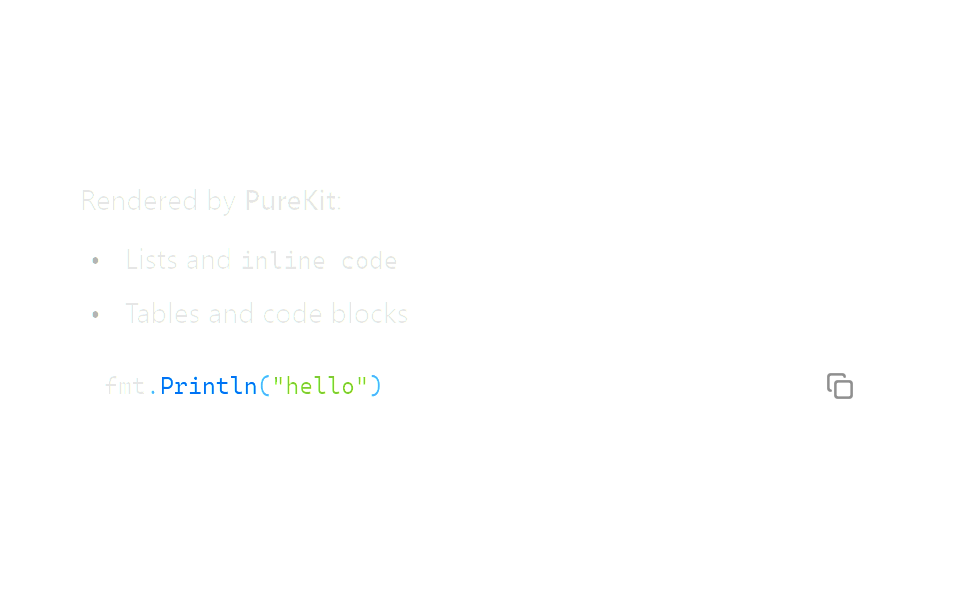 Rendered by PureKit:
• Lists and inline code
• Tables and code blocks
fmt.Println("hello")